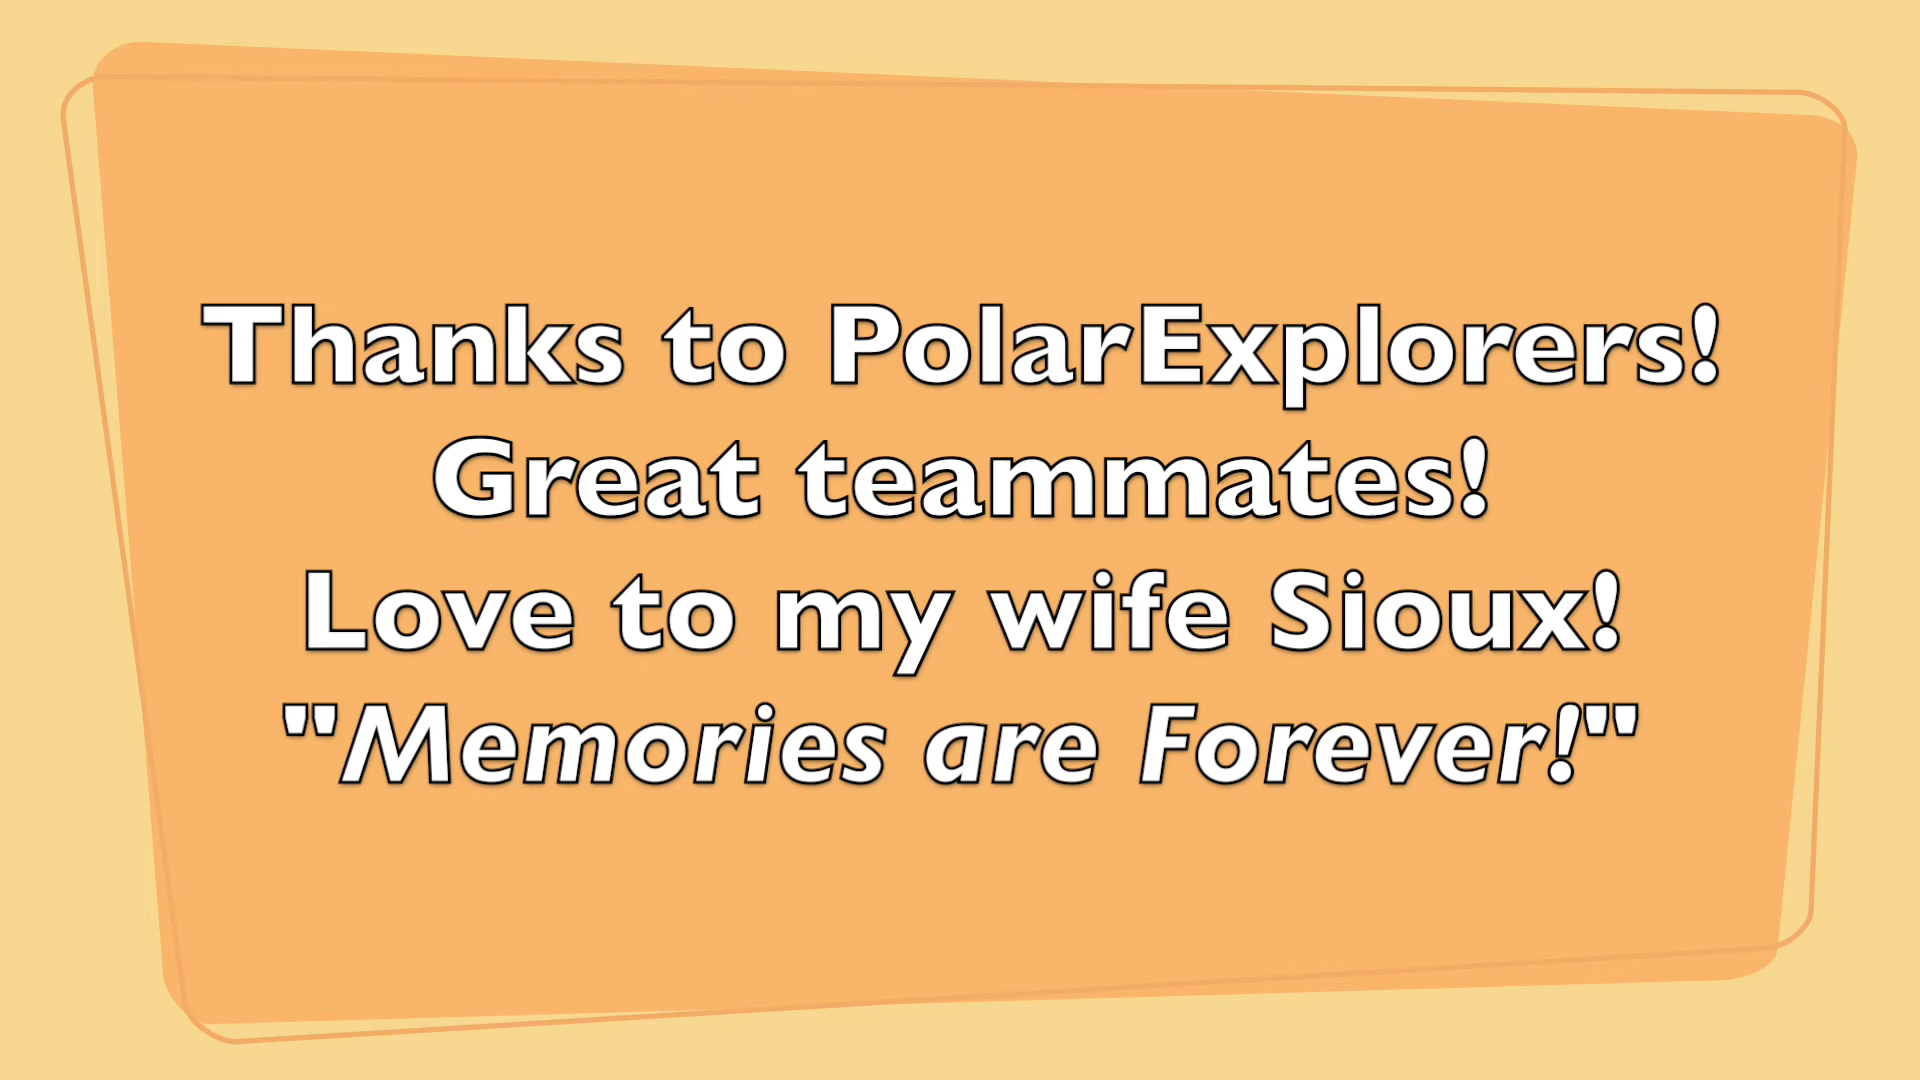 Thanks to PolarExplorers!
Great teammates!
Love to my wife Sioux!
"Memories are Forever!"